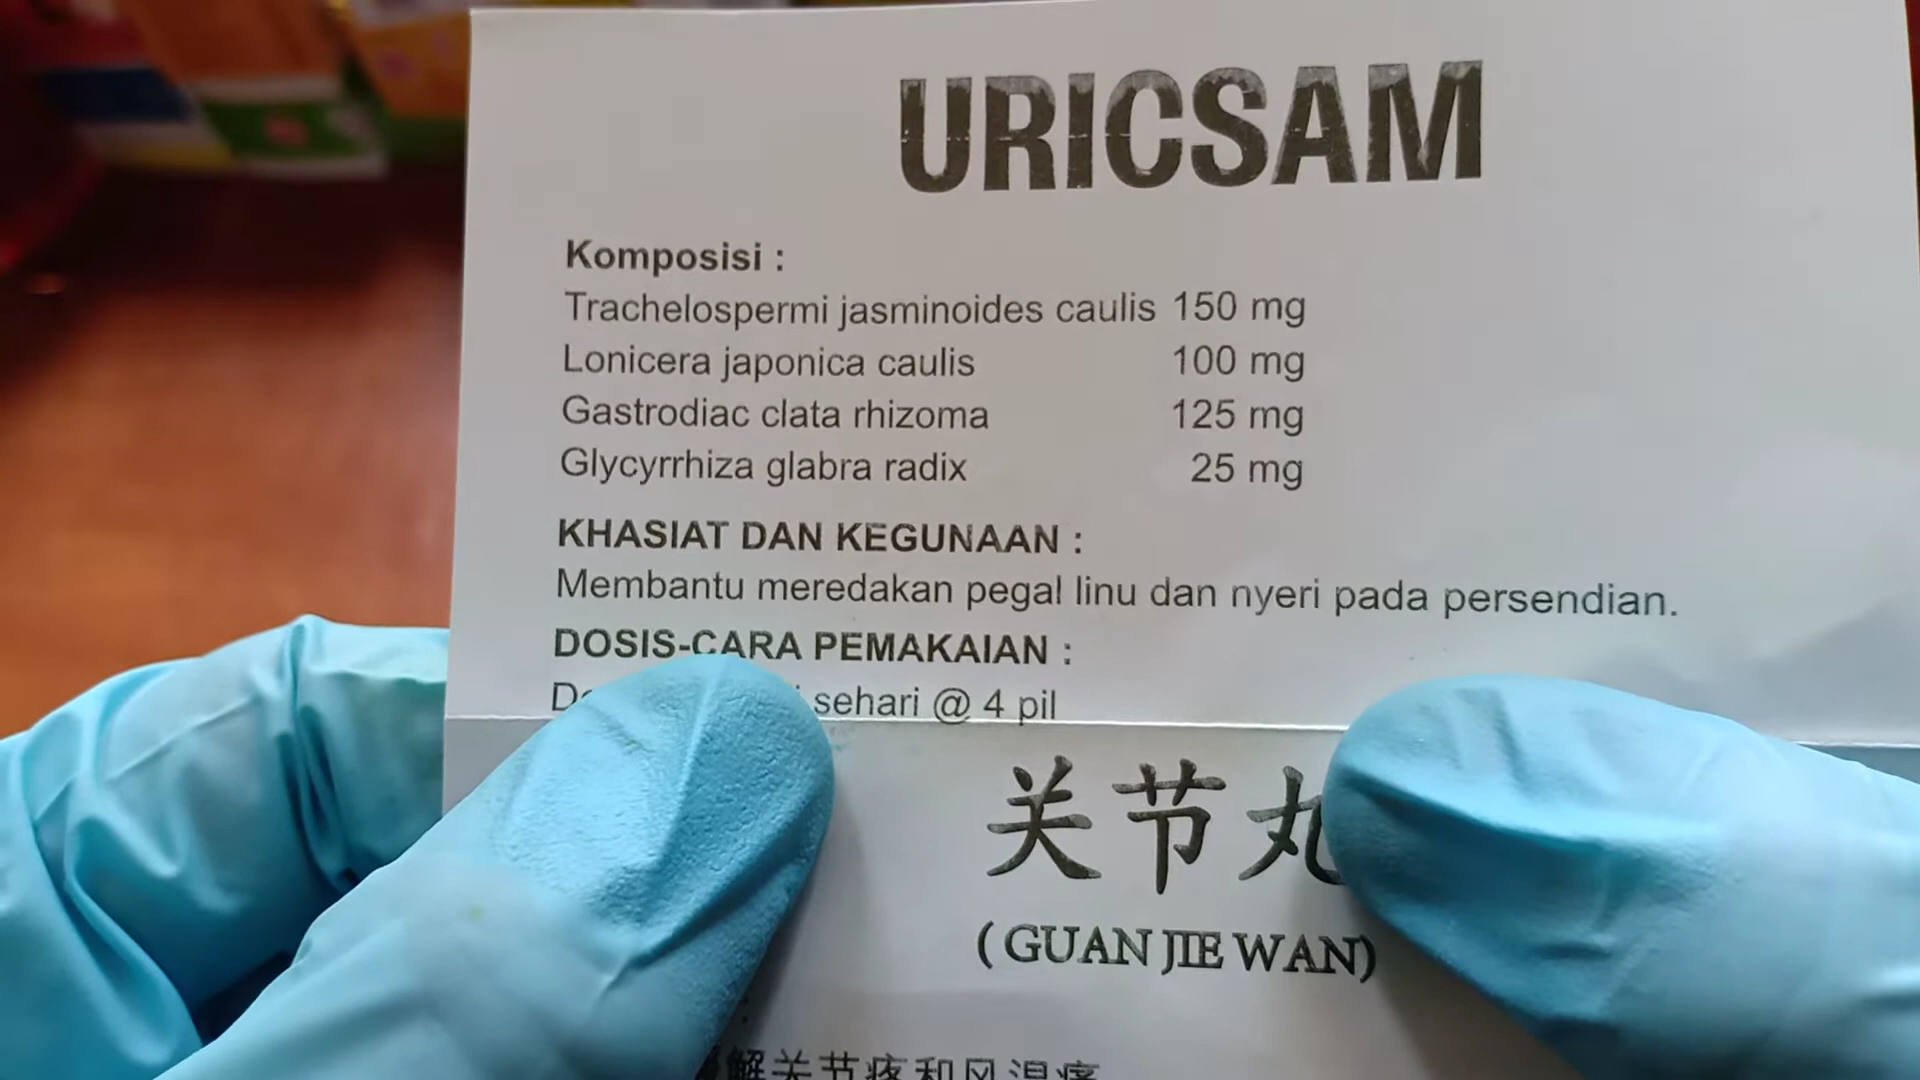 URICSAM
Komposisi :
Trachelospermi jasminoides caulis 150 mg
Lonicera japonica caulis 100 mg
Gastrodiac clata rhizoma 125 mg
Glycyrrhiza glabra radix 25 mg
KHASIAT DAN KEGUNAAN :
Membantu meredakan pegal linu dan nyeri pada persendian.
DOSIS-CARA PEMAKAIAN :
sehari @ 4 pil
关节丸
( GUAN JIE WAN)
解关节疼和风湿痛